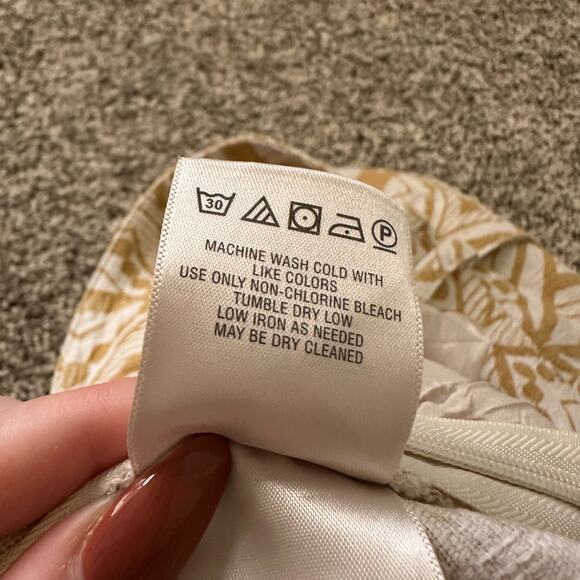 30 P
MACHINE WASH COLD WITH
LIKE COLORS
USE ONLY NON-CHLORINE BLEACH
TUMBLE DRY LOW
LOW IRON AS NEEDED
MAY BE DRY CLEANED